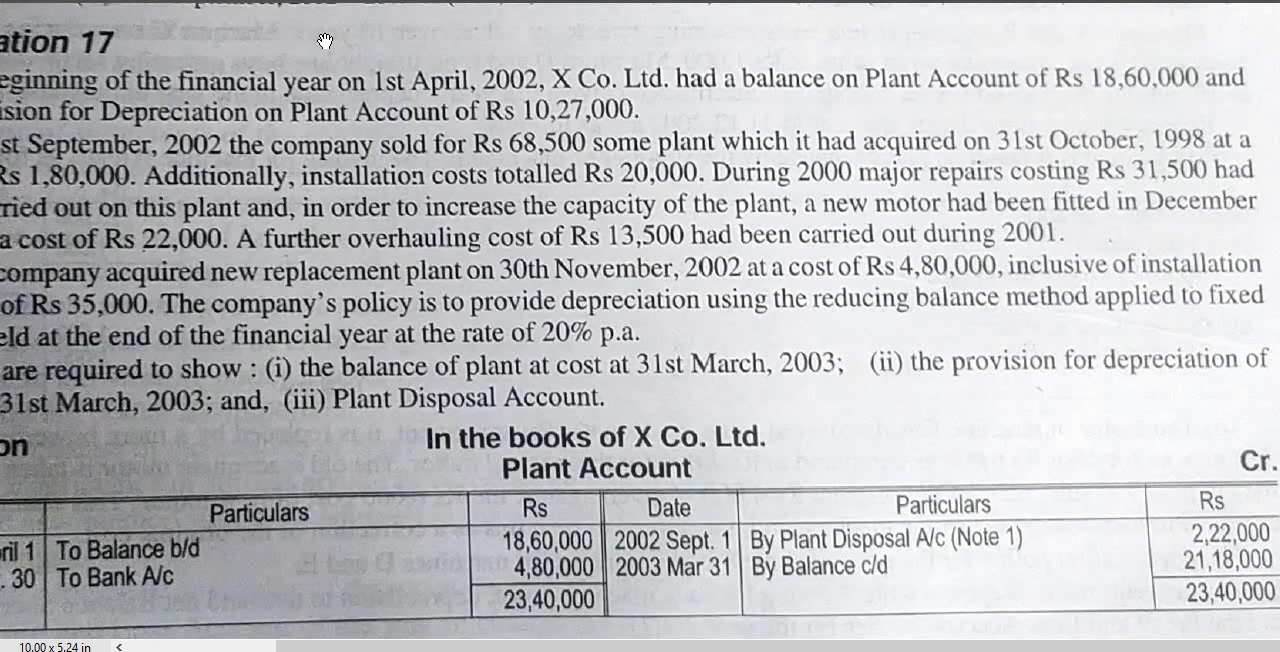 ation 17
eginning of the financial year on 1st April, 2002, X Co. Ltd. had a balance on Plant Account of Rs 18,60,000 and
ision for Depreciation on Plant Account of Rs 10,27,000.
st September, 2002 the company sold for Rs 68,500 some plant which it had acquired on 31st October, 1998 at a
Rs 1,80,000. Additionally, installation costs totalled Rs 20,000. During 2000 major repairs costing Rs 31,500 had
rried out on this plant and, in order to increase the capacity of the plant, a new motor had been fitted in December
a cost of Rs 22,000. A further overhauling cost of Rs 13,500 had been carried out during 2001.
company acquired new replacement plant on 30th November, 2002 at a cost of Rs 4,80,000, inclusive of installation
of Rs 35,000. The company's policy is to provide depreciation using the reducing balance method applied to fixed
eld at the end of the financial year at the rate of 20% p.a.
are required to show : (i) the balance of plant at cost at 31st March, 2003; (ii) the provision for depreciation of
31st March, 2003; and, (iii) Plant Disposal Account.
on In the books of X Co. Ltd.
Plant Account Cr.
Particulars Rs Date Particulars Rs
ril 1 To Balance b/d 18,60,000 2002 Sept. 1 By Plant Disposal A/c (Note 1) 2,22,000
. 30 To Bank A/c 4,80,000 2003 Mar 31 By Balance c/d 21,18,000
23,40,000 23,40,000
10.00 x 5.24 in <